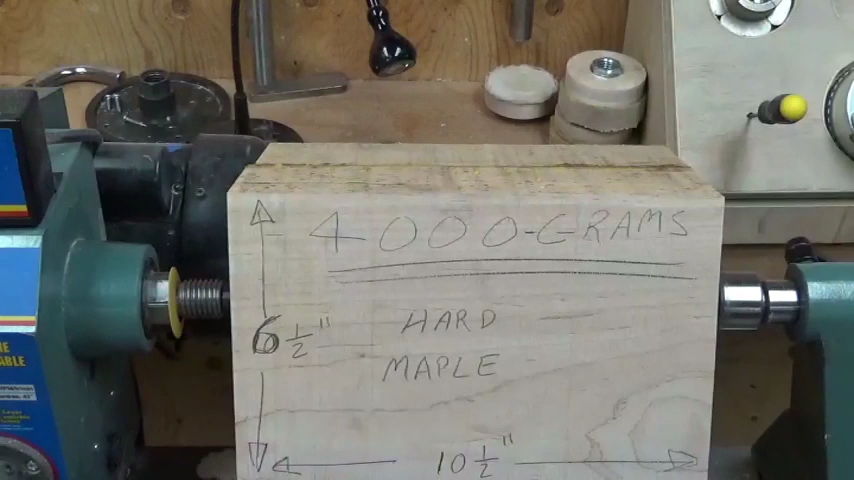 4000-GRAMS
6 1/2"
HARD
MAPLE
10 1/2"